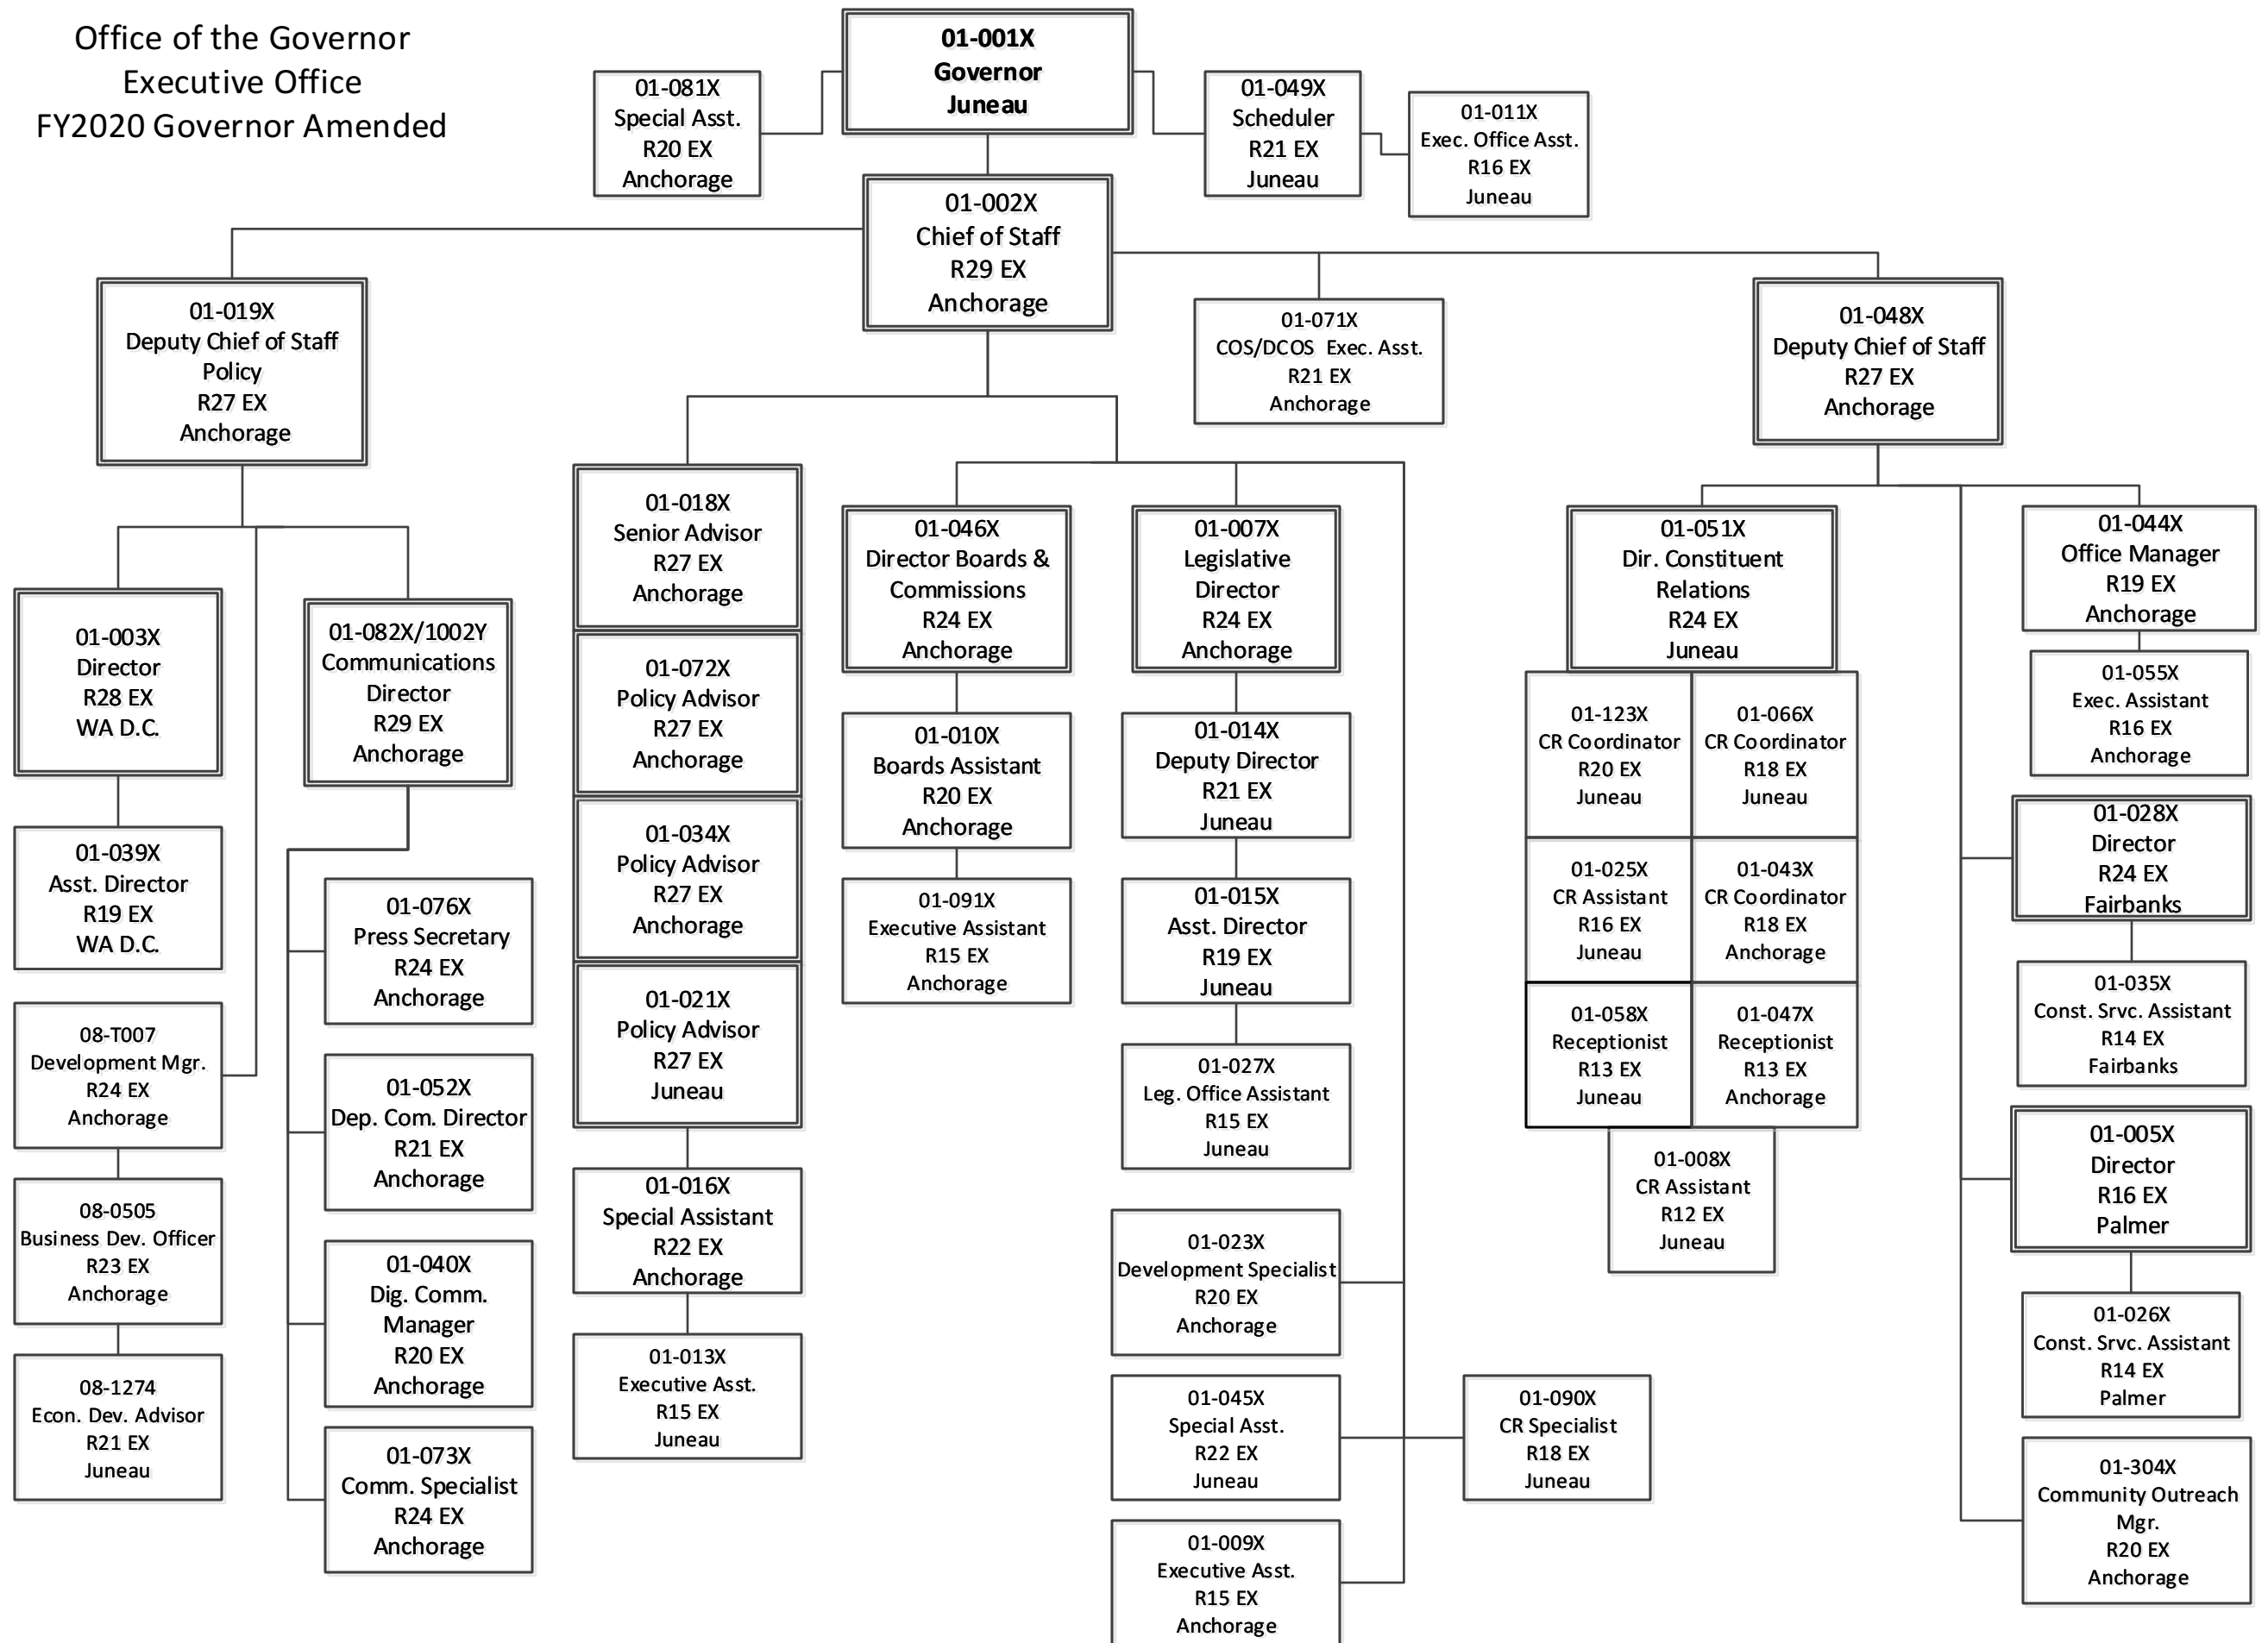 Office of the Governor
Executive Office
FY2020 Governor Amended
01-001X
Governor
Juneau
01-081X
Special Asst.
R20 EX
Anchorage
01-049X
Scheduler
R21 EX
Juneau
01-011X
Exec. Office Asst.
R16 EX
Juneau
01-002X
Chief of Staff
R29 EX
Anchorage
01-019X
Deputy Chief of Staff
Policy
R27 EX
Anchorage
01-071X
COS/DCOS Exec. Asst.
R21 EX
Anchorage
01-048X
Deputy Chief of Staff
R27 EX
Anchorage
01-003X
Director
R28 EX
WA D.C.
01-039X
Asst. Director
R19 EX
WA D.C.
08-T007
Development Mgr.
R24 EX
Anchorage
08-0505
Business Dev. Officer
R23 EX
Anchorage
08-1274
Econ. Dev. Advisor
R21 EX
Juneau
01-082X/1002Y
Communications
Director
R29 EX
Anchorage
01-076X
Press Secretary
R24 EX
Anchorage
01-052X
Dep. Com. Director
R21 EX
Anchorage
01-040X
Dig. Comm.
Manager
R20 EX
Anchorage
01-073X
Comm. Specialist
R24 EX
Anchorage
01-018X
Senior Advisor
R27 EX
Anchorage
01-072X
Policy Advisor
R27 EX
Anchorage
01-034X
Policy Advisor
R27 EX
Anchorage
01-021X
Policy Advisor
R27 EX
Juneau
01-016X
Special Assistant
R22 EX
Anchorage
01-013X
Executive Asst.
R15 EX
Juneau
01-046X
Director Boards &
Commissions
R24 EX
Anchorage
01-010X
Boards Assistant
R20 EX
Anchorage
01-091X
Executive Assistant
R15 EX
Anchorage
01-007X
Legislative
Director
R24 EX
Anchorage
01-014X
Deputy Director
R21 EX
Juneau
01-015X
Asst. Director
R19 EX
Juneau
01-027X
Leg. Office Assistant
R15 EX
Juneau
01-023X
Development Specialist
R20 EX
Anchorage
01-045X
Special Asst.
R22 EX
Juneau
01-090X
CR Specialist
R18 EX
Juneau
01-009X
Executive Asst.
R15 EX
Anchorage
01-051X
Dir. Constituent
Relations
R24 EX
Juneau
01-123X
CR Coordinator
R20 EX
Juneau
01-066X
CR Coordinator
R18 EX
Juneau
01-025X
CR Assistant
R16 EX
Juneau
01-043X
CR Coordinator
R18 EX
Anchorage
01-058X
Receptionist
R13 EX
Juneau
01-047X
Receptionist
R13 EX
Anchorage
01-008X
CR Assistant
R12 EX
Juneau
01-044X
Office Manager
R19 EX
Anchorage
01-055X
Exec. Assistant
R16 EX
Anchorage
01-028X
Director
R24 EX
Fairbanks
01-035X
Const. Srvc. Assistant
R14 EX
Fairbanks
01-005X
Director
R16 EX
Palmer
01-026X
Const. Srvc. Assistant
R14 EX
Palmer
01-304X
Community Outreach
Mgr.
R20 EX
Anchorage